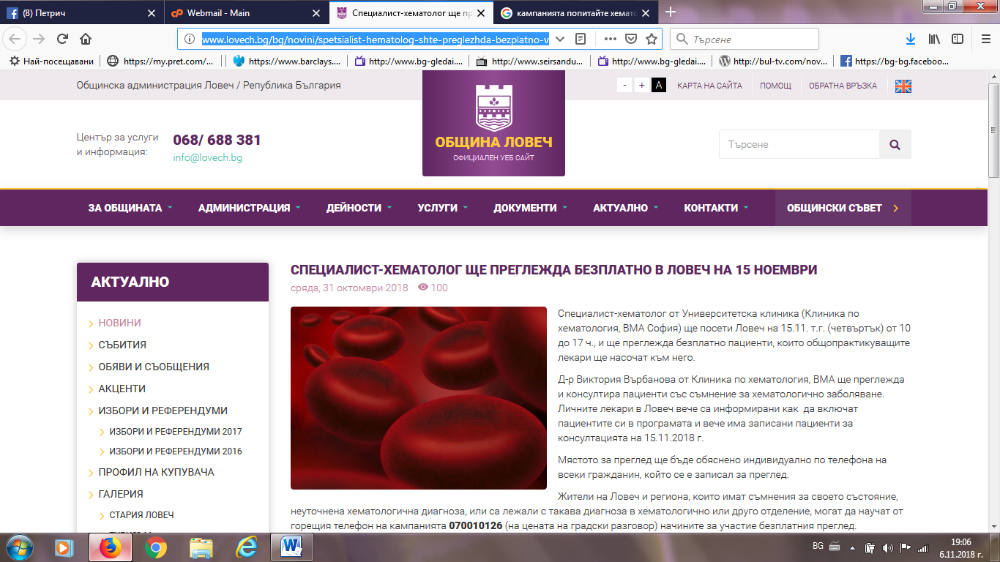 (8) Петрич
Webmail - Main
Специалист-хематолог ще пр
кампанията попитайте хемато
www.lovech.bg/bg/novini/spetsialist-hematolog-shte-preglezhda-bezplatno-v
Търсене
Най-посещавани
https://my.pret.com/...
https://www.barclays....
http://www.bg-gledai....
http://www.seirsandu...
http://www.bg-gledai....
http://bul-tv.com/nov...
https://bg-bg.faceboo...
Общинска администрация Ловеч / Република България
- + A
КАРТА НА САЙТА
ПОМОЩ
ОБРАТНА ВРЪЗКА
Център за услуги
и информация:
068/ 688 381
info@lovech.bg
ОБЩИНА ЛОВЕЧ
ОФИЦИАЛЕН УЕБ САЙТ
Търсене
ЗА ОБЩИНАТА
АДМИНИСТРАЦИЯ
ДЕЙНОСТИ
УСЛУГИ
ДОКУМЕНТИ
АКТУАЛНО
КОНТАКТИ
ОБЩИНСКИ СЪВЕТ
АКТУАЛНО
НОВИНИ
СЪБИТИЯ
ОБЯВИ И СЪОБЩЕНИЯ
АКЦЕНТИ
ИЗБОРИ И РЕФЕРЕНДУМИ
ИЗБОРИ И РЕФЕРЕНДУМИ 2017
ИЗБОРИ И РЕФЕРЕНДУМИ 2016
ПРОФИЛ НА КУПУВАЧА
ГАЛЕРИЯ
СТАРИЯ ЛОВЕЧ
СПЕЦИАЛИСТ-ХЕМАТОЛОГ ЩЕ ПРЕГЛЕЖДА БЕЗПЛАТНО В ЛОВЕЧ НА 15 НОЕМВРИ
сряда, 31 октомври 2018 100
Специалист-хематолог от Университетска клиника (Клиника по
хематология, ВМА София) ще посети Ловеч на 15.11. т.г. (четвъртък) от 10
до 17 ч., и ще преглежда безплатно пациенти, които общопрактикуващите
лекари ще насочат към него.
Д-р Виктория Върбанова от Клиника по хематология, ВМА ще преглежда
и консултира пациенти със съмнение за хематологично заболяване.
Личните лекари в Ловеч вече са информирани как да включат
пациентите си в програмата и вече има записани пациенти за
консултацията на 15.11.2018 г.
Мястото за преглед ще бъде обяснено индивидуално по телефона на
всеки гражданин, който се е записал за преглед.
Жители на Ловеч и региона, които имат съмнения за своето състояние,
неуточнена хематологична диагноза, или са лежали с такава диагноза в хематологично или друго отделение, могат да научат от
горещия телефон на кампанията 070010126 (на цената на градски разговор) начините за участие безплатния преглед.
BG
19:06
6.11.2018 г.